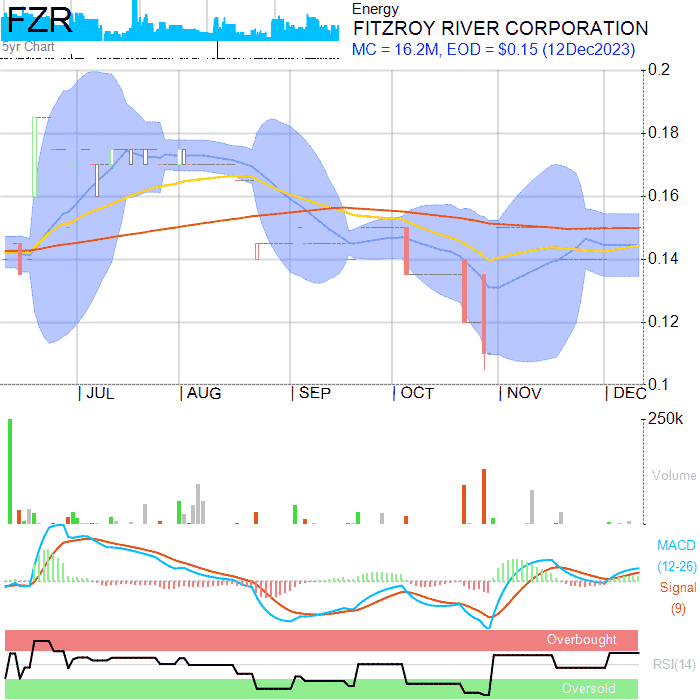 FZR
5yr Chart
Energy
FITZROY RIVER CORPORATION
MC = 16.2M, EOD = $0.15 (12Dec2023)
0.2
0.18
0.16
0.14
0.12
0.1
JUL
AUG
SEP
OCT
NOV
DEC
250k
Volume
MACD
(12-26)
Signal
(9)
Overbought
RSI(14)
Oversold